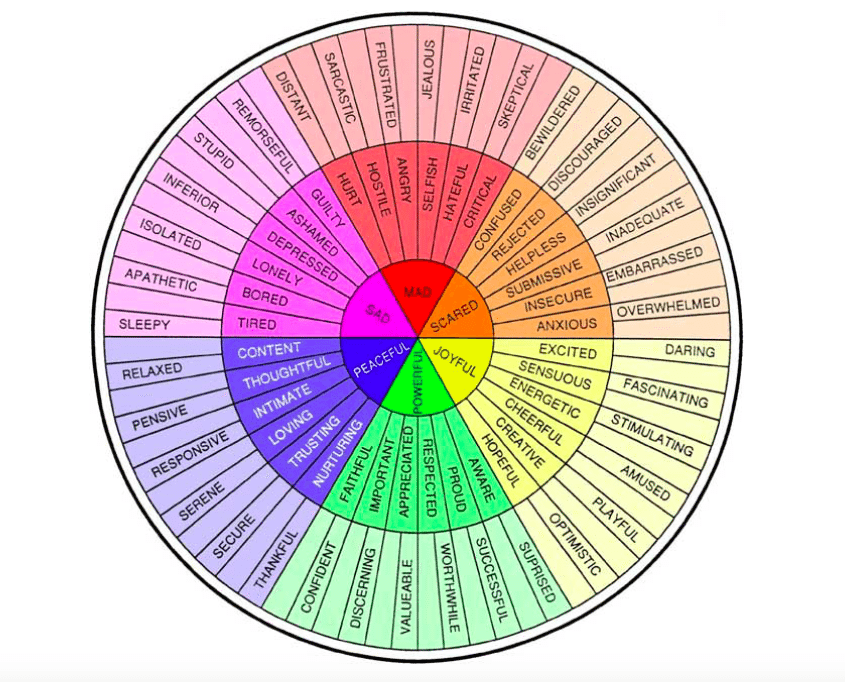 MAD
SCARED
JOYFUL
POWERFUL
PEACEFUL
SAD
HURT
HOSTILE
ANGRY
SELFISH
HATEFUL
CRITICAL
CONFUSED
REJECTED
HELPLESS
SUBMISSIVE
INSECURE
ANXIOUS
EXCITED
SENSUOUS
ENERGETIC
CHEERFUL
CREATIVE
HOPEFUL
AWARE
PROUD
RESPECTED
APPRECIATED
IMPORTANT
FAITHFUL
NURTURING
TRUSTING
LOVING
INTIMATE
THOUGHTFUL
CONTENT
TIRED
BORED
LONELY
DEPRESSED
ASHAMED
GUILTY
DISTANT
SARCASTIC
FRUSTRATED
JEALOUS
IRRITATED
SKEPTICAL
BEWILDERED
DISCOURAGED
INSIGNIFICANT
INADEQUATE
EMBARRASSED
OVERWHELMED
DARING
FASCINATING
STIMULATING
AMUSED
PLAYFUL
OPTIMISTIC
SUPRISED
SUCCESSFUL
WORTHWHILE
VALUEABLE
DISCERNING
CONFIDENT
THANKFUL
SECURE
SERENE
RESPONSIVE
PENSIVE
RELAXED
SLEEPY
APATHETIC
ISOLATED
INFERIOR
STUPID
REMORSEFUL